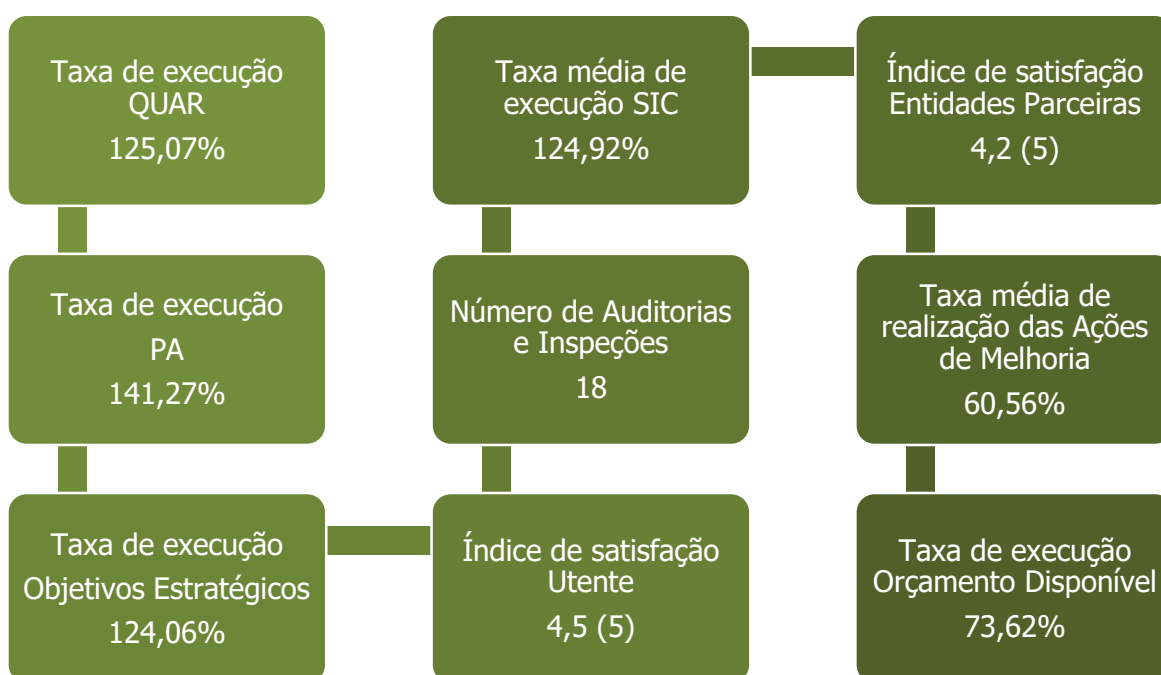 Taxa de execução
QUAR
125,07%
Taxa de execução
PA
141,27%
Taxa de execução
Objetivos Estratégicos
124,06%
Índice de satisfação
Utente
4,5 (5)
Número de Auditorias
e Inspeções
18
Taxa média de
execução SIC
124,92%
Índice de satisfação
Entidades Parceiras
4,2 (5)
Taxa média de
realização das Ações
de Melhoria
60,56%
Taxa de execução
Orçamento Disponível
73,62%